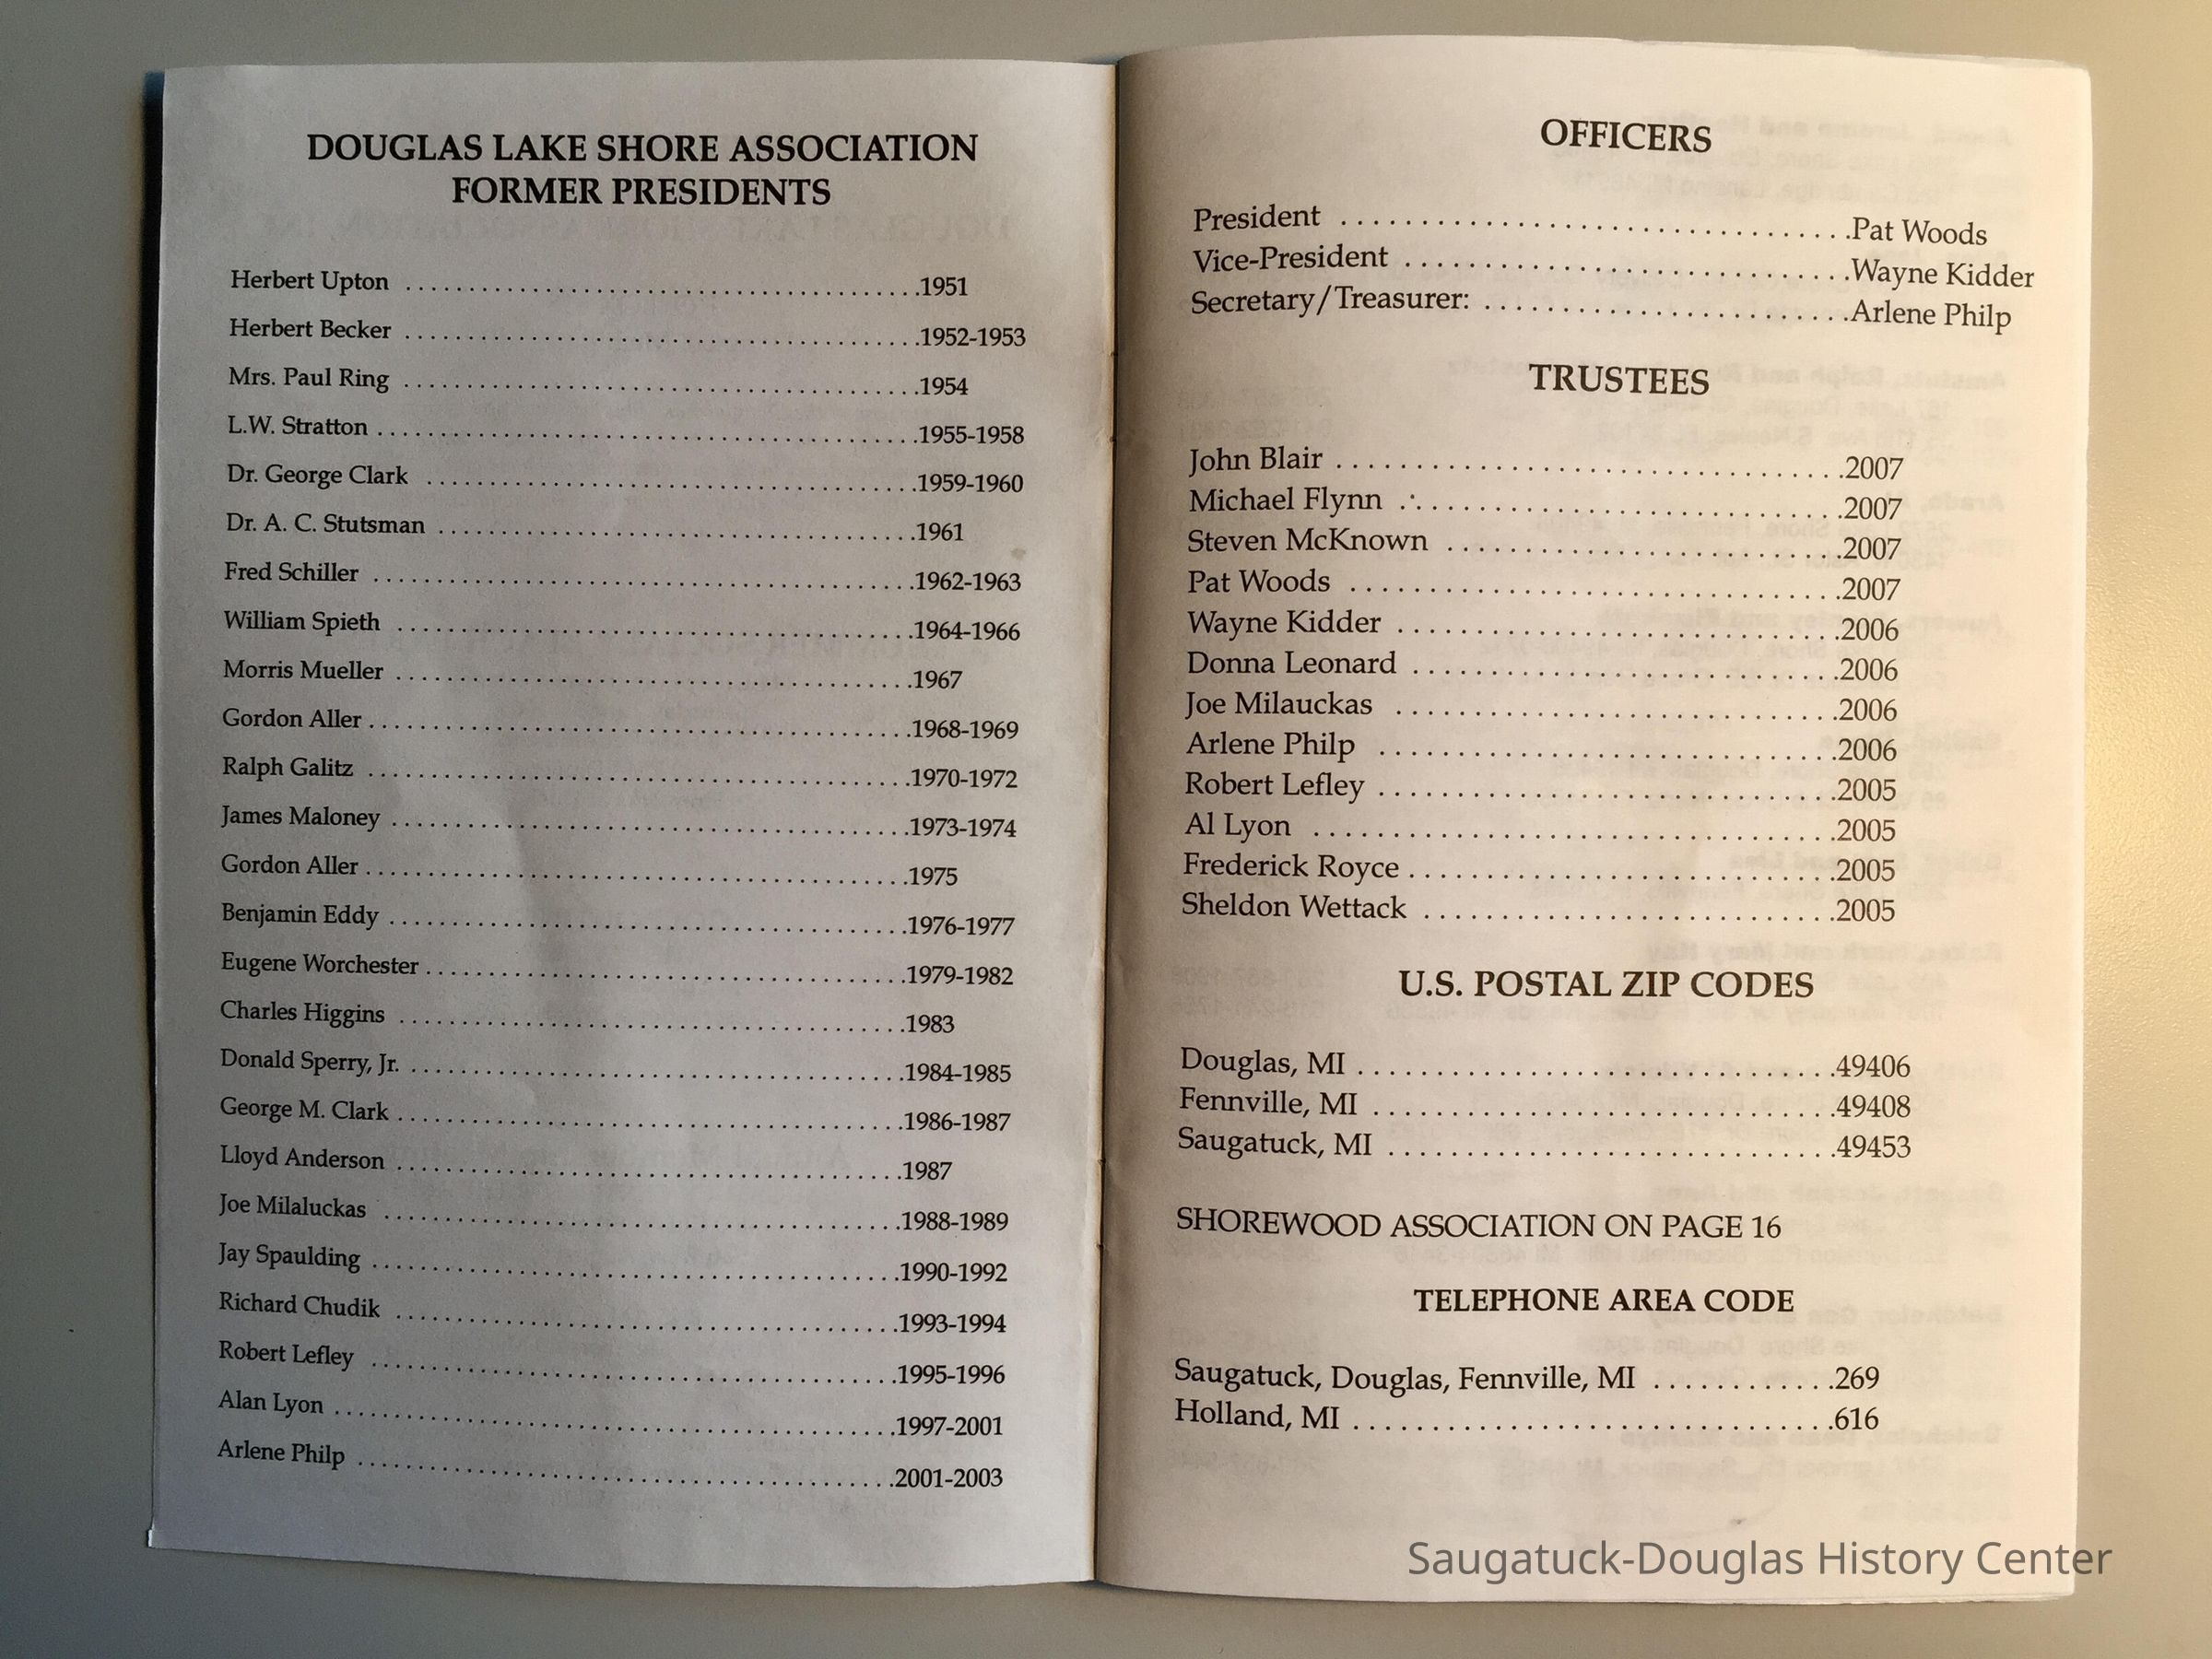 DOUGLAS LAKE SHORE ASSOCIATION
FORMER PRESIDENTS
Herbert Upton ........................................1951
Herbert Becker ........................................1952-1953
Mrs. Paul Ring ........................................1954
L.W. Stratton ........................................1955-1958
Dr. George Clark ........................................1959-1960
Dr. A. C. Stutsman ........................................1961
Fred Schiller ........................................1962-1963
William Spieth ........................................1964-1966
Morris Mueller ........................................1967
Gordon Aller ........................................1968-1969
Ralph Galitz ........................................1970-1972
James Maloney ........................................1973-1974
Gordon Aller ........................................1975
Benjamin Eddy ........................................1976-1977
Eugene Worchester ........................................1979-1982
Charles Higgins ........................................1983
Donald Sperry, Jr. ........................................1984-1985
George M. Clark ........................................1986-1987
Lloyd Anderson ........................................1987
Joe Milaluckas ........................................1988-1989
Jay Spaulding ........................................1990-1992
Richard Chudik ........................................1993-1994
Robert Lefley ........................................1995-1996
Alan Lyon ........................................1997-2001
Arlene Philp ........................................2001-2003
OFFICERS
President ........................................Pat Woods
Vice-President ...................................Wayne Kidder
Secretary/Treasurer: .............................Arlene Philp
TRUSTEES
John Blair ........................................2007
Michael Flynn ........................................2007
Steven McKnown ...............................2007
Pat Woods ........................................2007
Wayne Kidder ...................................2006
Donna Leonard ..................................2006
Joe Milauckas ...................................2006
Arlene Philp ....................................2006
Robert Lefley ....................................2005
Al Lyon ........................................2005
Frederick Royce ..................................2005
Sheldon Wettack .................................2005
U.S. POSTAL ZIP CODES
Douglas, MI .....................................49406
Fennville, MI ....................................49408
Saugatuck, MI ...................................49453
SHOREWOOD ASSOCIATION ON PAGE 16
TELEPHONE AREA CODE
Saugatuck, Douglas, Fennville, MI ............269
Holland, MI .....................................616
Saugatuck-Douglas History Center